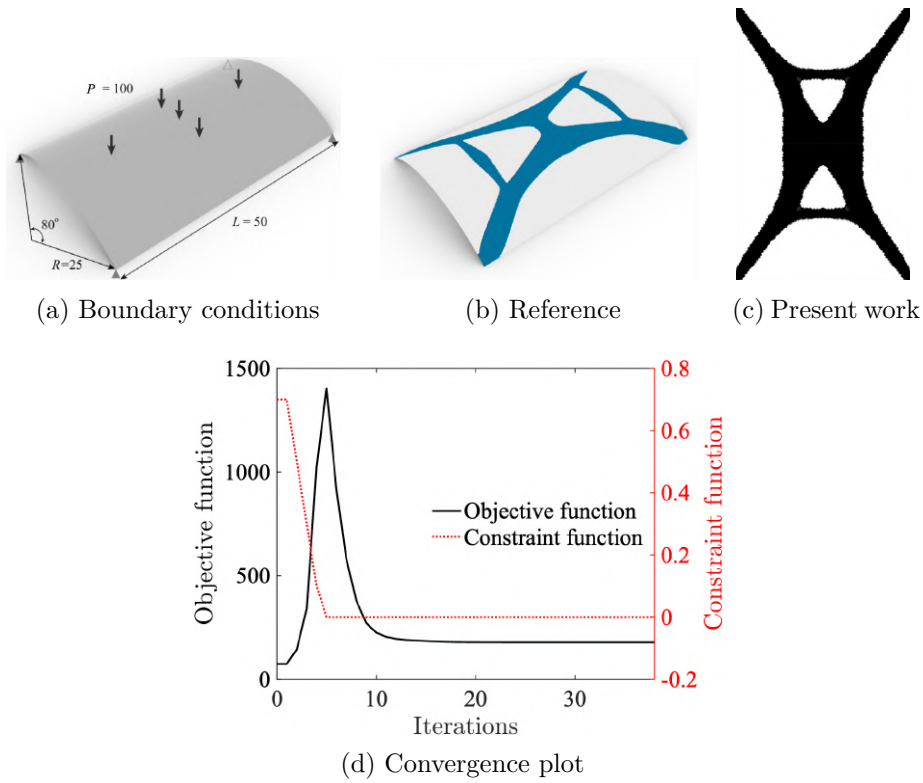 P = 100
80°
R=25
L = 50
(a) Boundary conditions
(b) Reference
(c) Present work
1500
1000
500
0
0.8
0.6
0.4
0.2
0
-0.2
Objective function
Constraint function
Objective function
Constraint function
0
10
20
30
Iterations
(d) Convergence plot